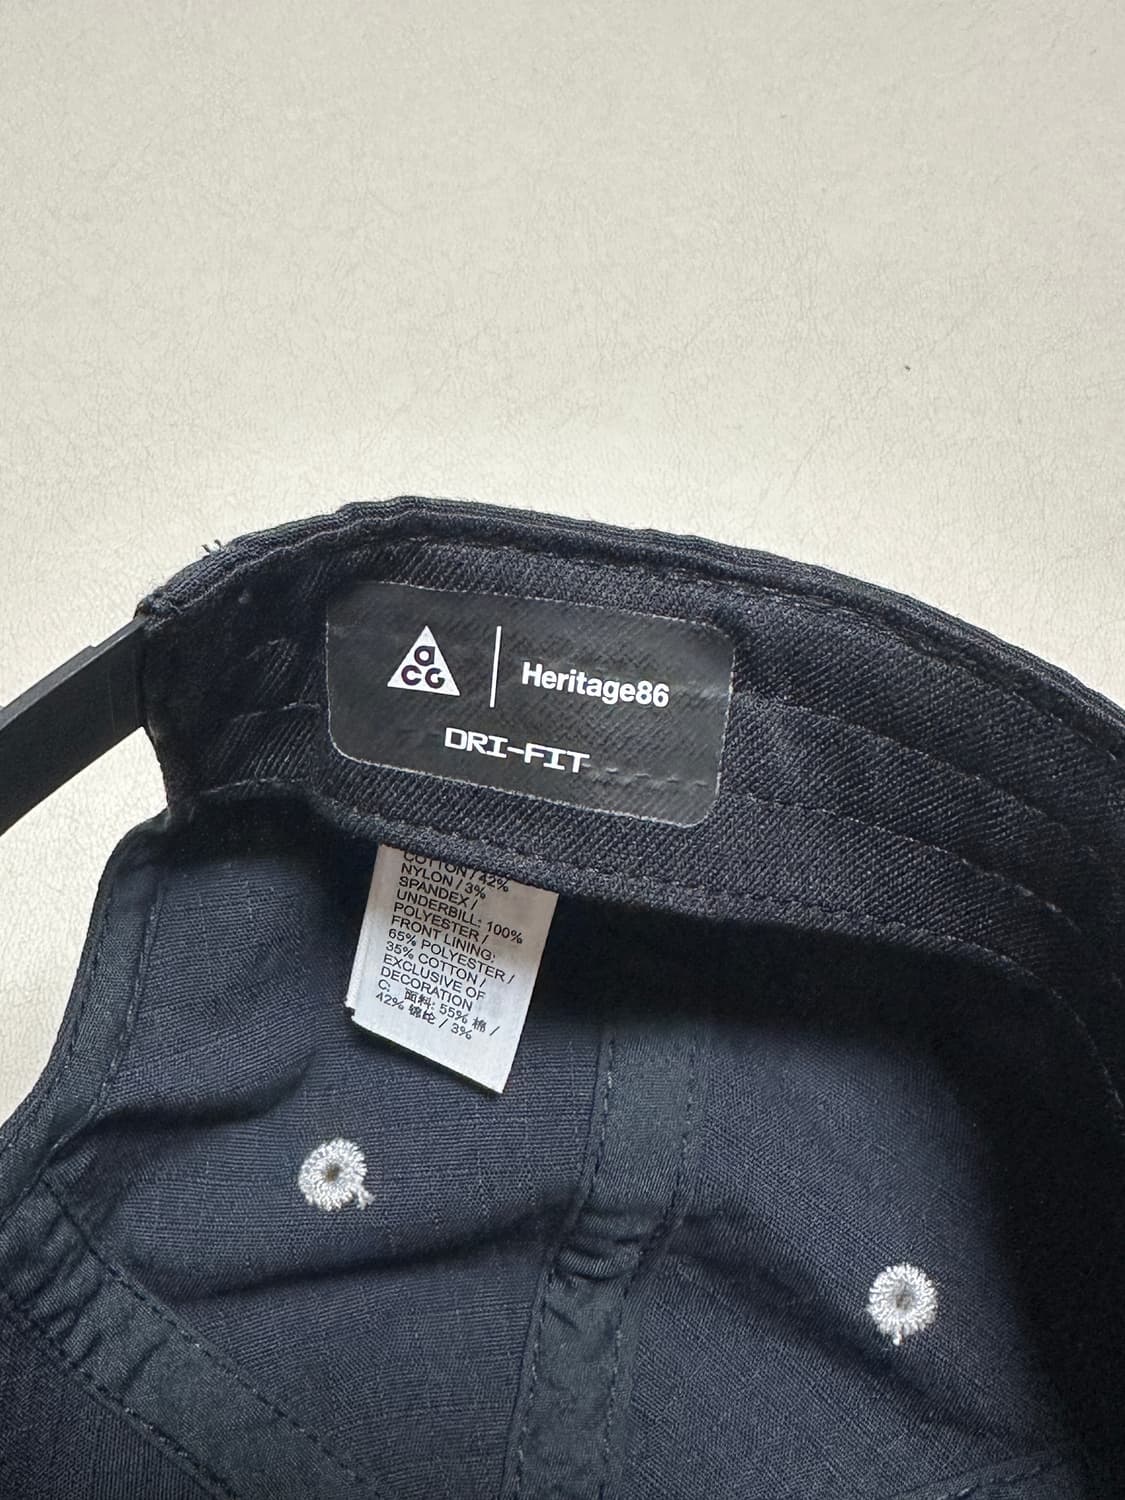 acG
Heritage86
DRI-FIT
COTTON / 42%
NYLON / 3%
SPANDEX /
UNDERBILL: 100%
POLYESTER /
FRONT LINING:
65% POLYESTER /
35% COTTON /
EXCLUSIVE OF
DECORATION
C: 面料: 55% 棉 /
42% 锦纶 / 3%